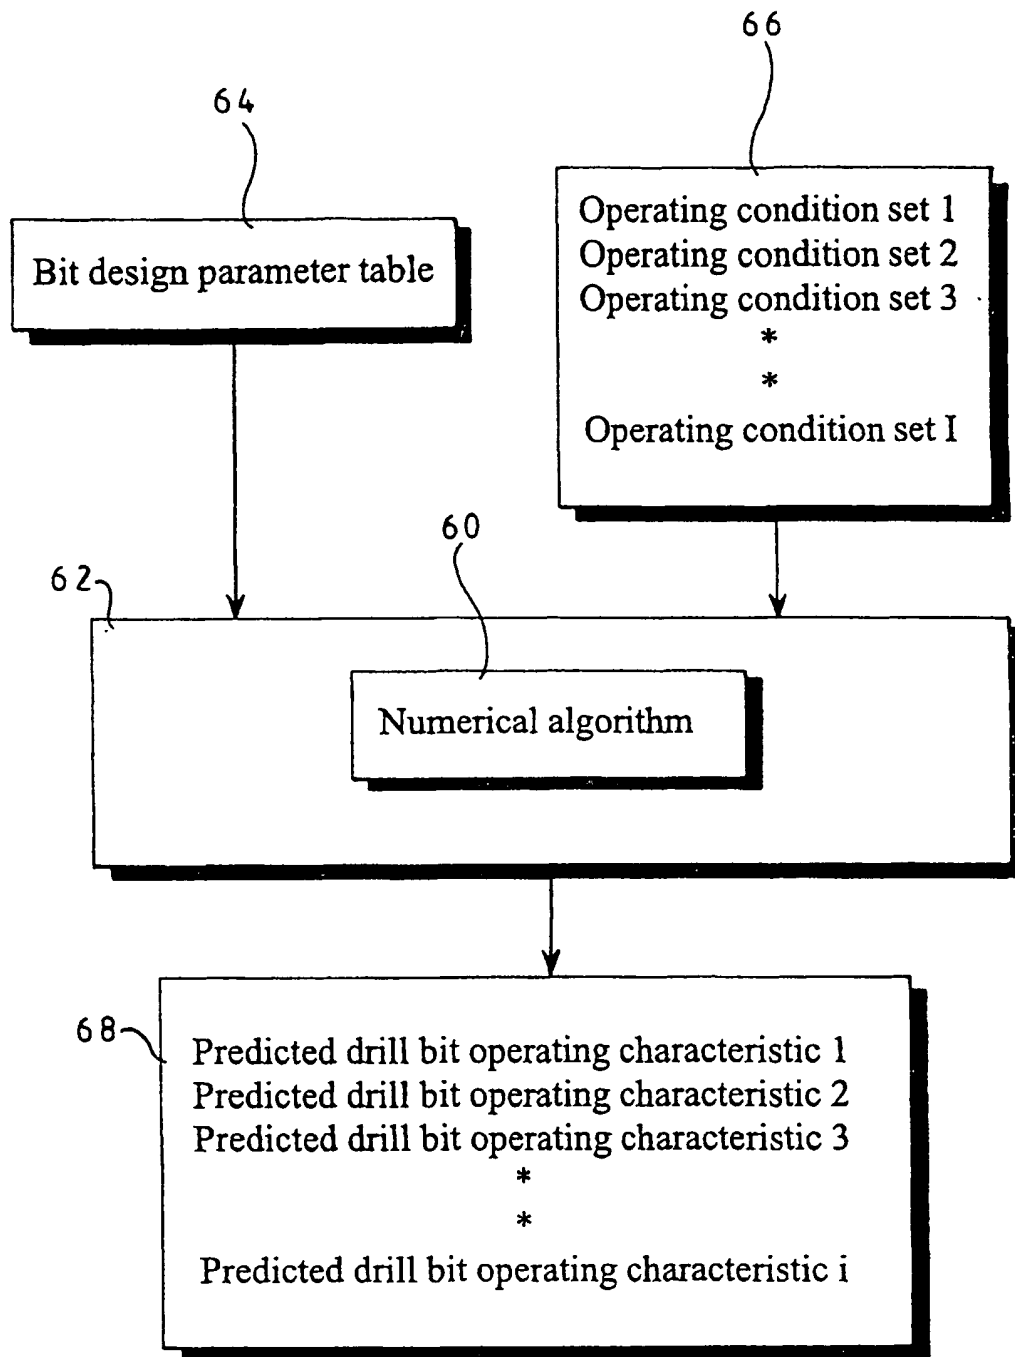 66
64
Operating condition set 1
Operating condition set 2
Bit design parameter table
Operating condition set 3
*
*
Operating condition set I
60
62
Numerical algorithm
68
Predicted drill bit operating characteristic 1
Predicted drill bit operating characteristic 2
Predicted drill bit operating characteristic 3
*
*
Predicted drill bit operating characteristic i